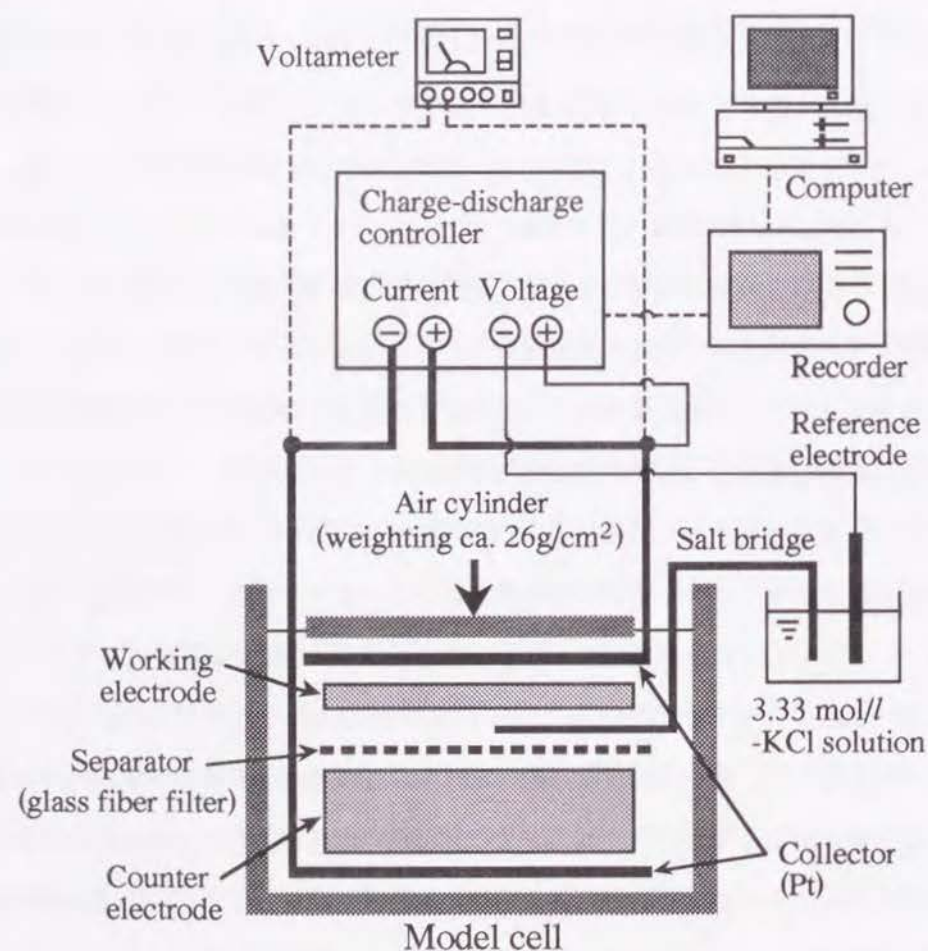 Voltameter
Computer
Charge-discharge
controller
Current Voltage
− + − +
Recorder
Reference
electrode
Air cylinder
(weighting ca. 26g/cm²)
Salt bridge
Working
electrode
3.33 mol/l
-KCl solution
Separator
(glass fiber filter)
Counter
electrode
Collector
(Pt)
Model cell